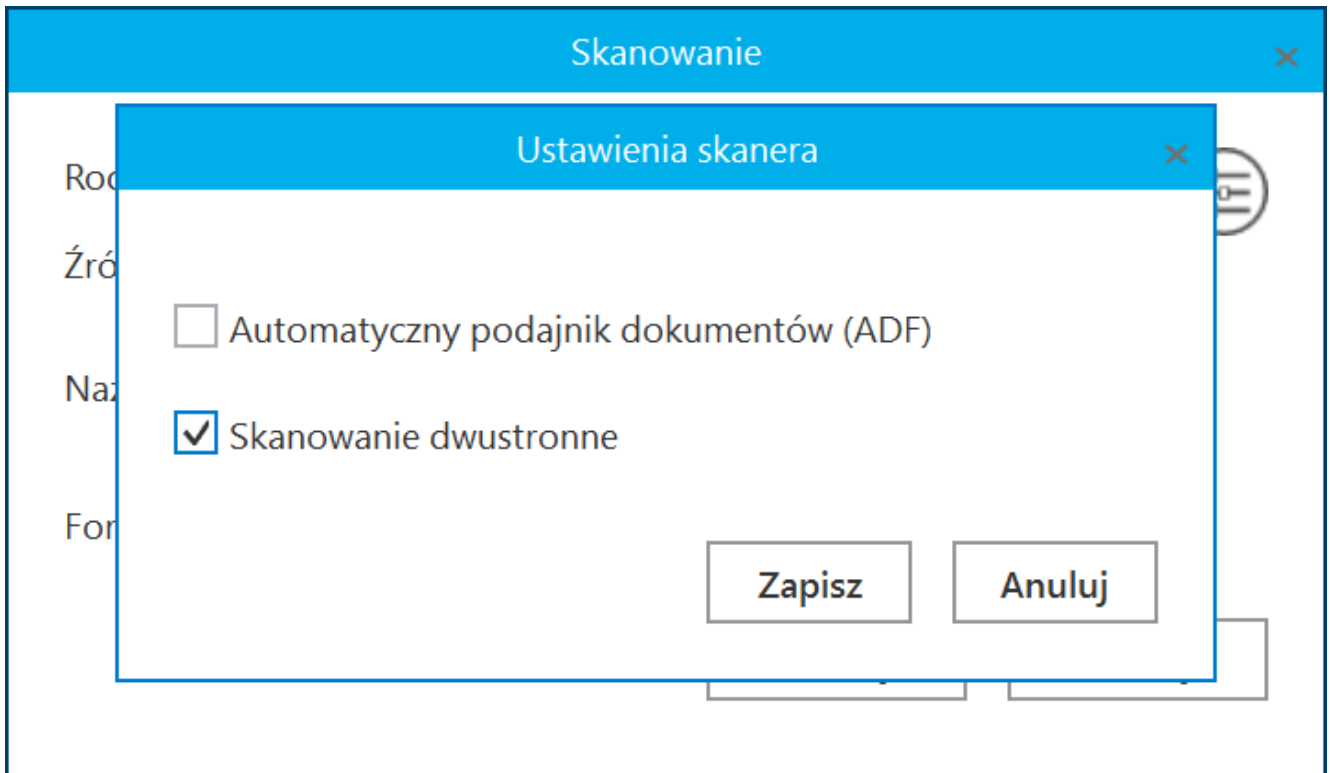 Skanowanie
Ustawienia skanera
Automatyczny podajnik dokumentów (ADF)
Skanowanie dwustronne
Zapisz
Anuluj